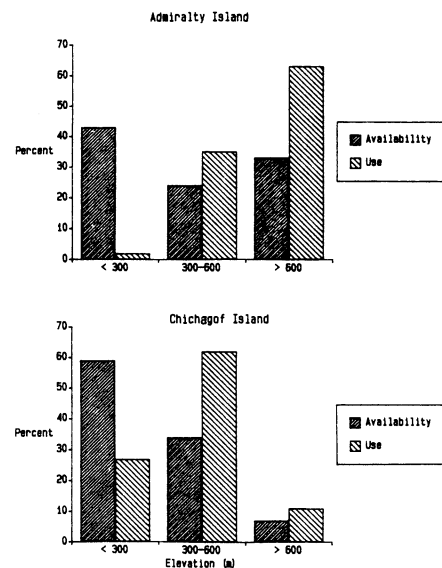 Admiralty Island
70
60
50
40
Percent
30
20
10
0
< 300 300-600 > 600
Availability
Use
Chichagof Island
70
60
50
40
Percent
30
20
10
0
< 300 300-600 > 600
Elevation (m)
Availability
Use